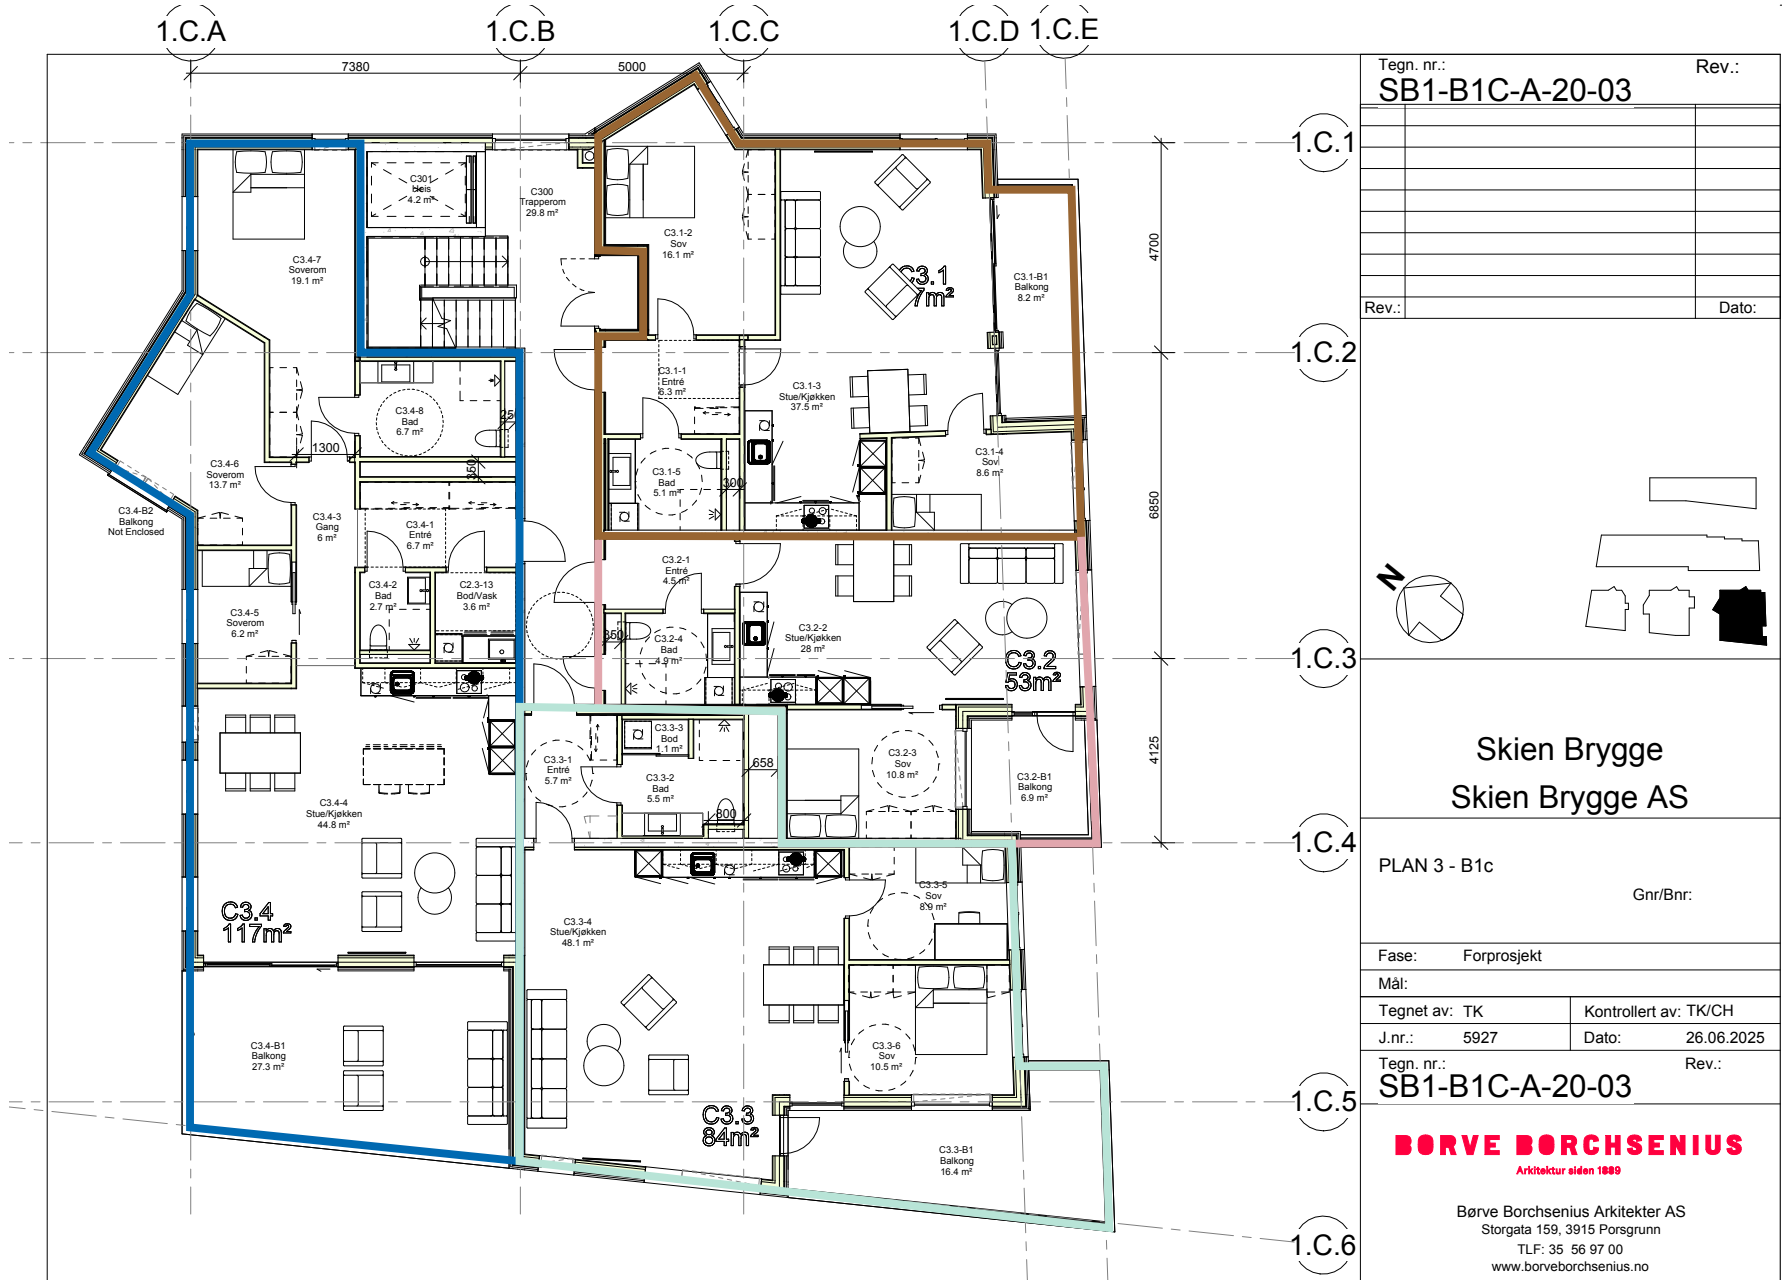 1.C.A
1.C.B
1.C.C
1.C.D
1.C.E
7380
5000
1.C.1
1.C.2
1.C.3
1.C.4
1.C.5
1.C.6
4700
6850
4125
C301
Heis
4.2 m²
C300
Trapperom
29.8 m²
C3.4-7
Soverom
19.1 m²
C3.1-2
Sov
16.1 m²
C3.1
7m²
C3.1-B1
Balkong
8.2 m²
C3.1-1
Entré
6.3 m²
C3.1-3
Stue/Kjøkken
37.5 m²
C3.4-8
Bad
6.7 m²
250
1300
350
C3.4-6
Soverom
13.7 m²
C3.1-5
Bad
5.1 m²
300
C3.1-4
Sov
8.6 m²
C3.4-B2
Balkong
Not Enclosed
C3.4-3
Gang
6 m²
C3.4-1
Entré
6.7 m²
C3.4-2
Bad
2.7 m²
C2.3-13
Bod/Vask
3.6 m²
C3.4-5
Soverom
6.2 m²
C3.2-1
Entré
4.5 m²
350
C3.2-4
Bad
4.9 m²
C3.2-2
Stue/Kjøkken
28 m²
C3.2
53m²
C3.3-3
Bod
1.1 m²
C3.3-1
Entré
5.7 m²
C3.3-2
Bad
5.5 m²
658
800
C3.2-3
Sov
10.8 m²
C3.2-B1
Balkong
6.9 m²
C3.4-4
Stue/Kjøkken
44.8 m²
C3.4
117m²
C3.3-4
Stue/Kjøkken
48.1 m²
C3.3-5
Sov
8.9 m²
C3.3-6
Sov
10.5 m²
C3.4-B1
Balkong
27.3 m²
C3.3
84m²
C3.3-B1
Balkong
16.4 m²
Tegn. nr.: Rev.:
SB1-B1C-A-20-03
Rev.: Dato:
N
Skien Brygge
Skien Brygge AS
PLAN 3 - B1c
Gnr/Bnr:
Fase: Forprosjekt
Mål:
Tegnet av: TK Kontrollert av: TK/CH
J.nr.: 5927 Dato: 26.06.2025
Tegn. nr.: Rev.:
SB1-B1C-A-20-03
BØRVE BORCHSENIUS
Arkitektur siden 1889
Børve Borchsenius Arkitekter AS
Storgata 159, 3915 Porsgrunn
TLF: 35 56 97 00
www.borveborchsenius.no